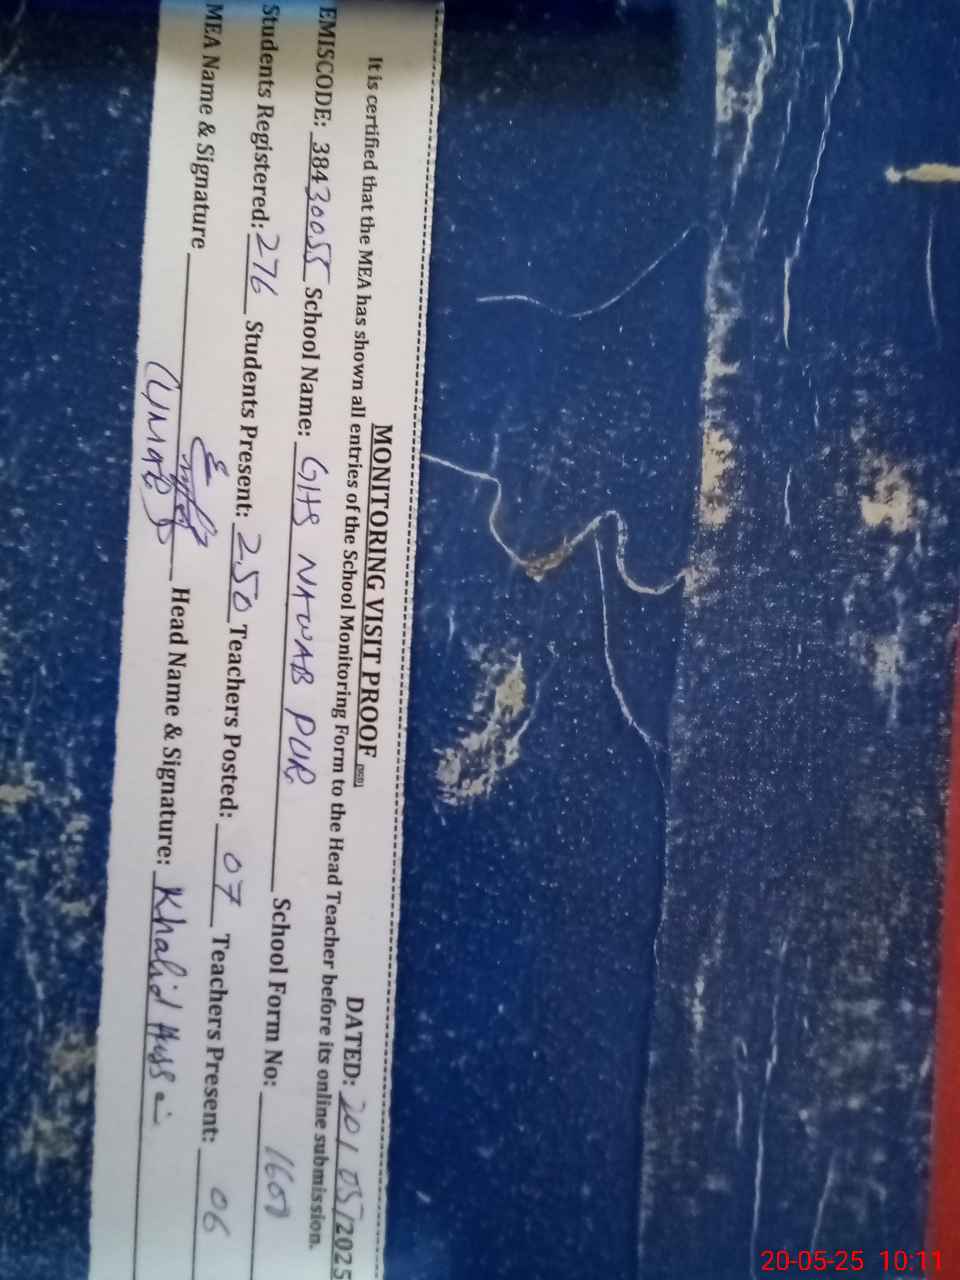 MONITORING VISIT PROOF
DATED: 20/05/2025
It is certified that the MEA has shown all entries of the School Monitoring Form to the Head Teacher before its online submission.
EMISCODE: 38430055 School Name: GHS NAWAB PUR School Form No:
Students Registered: 276 Students Present: 250 Teachers Posted: 07 Teachers Present: 06
MEA Name & Signature (UMAR) Head Name & Signature: Khalid Hussain
20-05-25 10:11